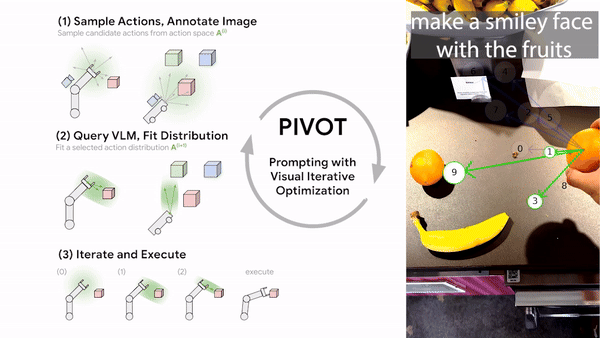 (1) Sample Actions, Annotate Image
Sample candidate actions from action space A⁽ⁱ⁾
(2) Query VLM, Fit Distribution
Fit a selected action distribution A⁽ⁱ⁺¹⁾
(3) Iterate and Execute
(0)
(1)
(2)
execute
PIVOT
Prompting with
Visual Iterative
Optimization
make a smiley face
with the fruits
4
7
2
5
0
1
9
8
3